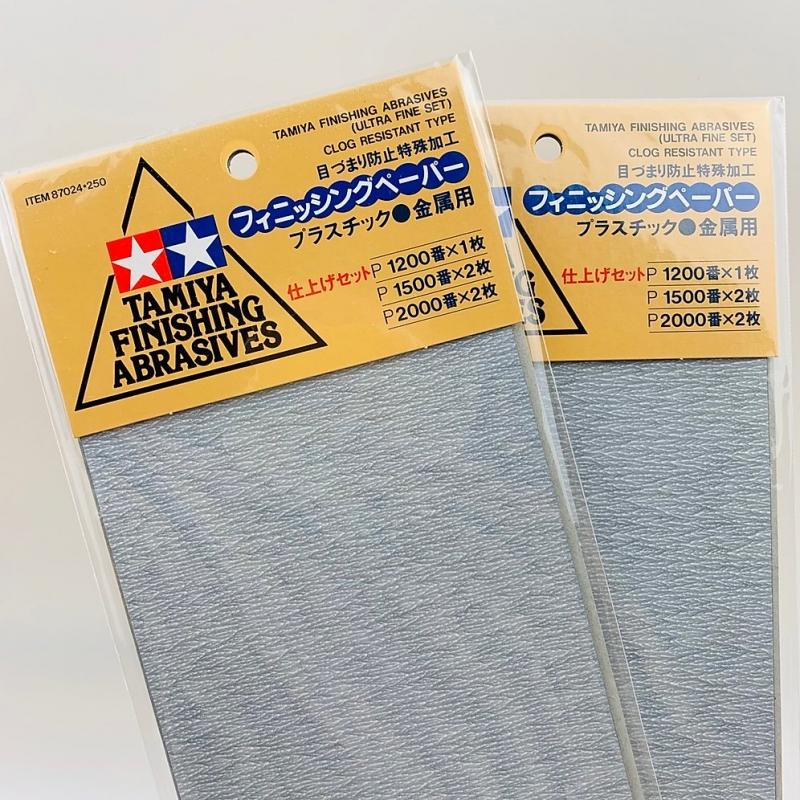 ITEM 87024•250
TAMIYA FINISHING ABRASIVES
(ULTRA FINE SET)
CLOG RESISTANT TYPE
目づまり防止特殊加工
フィニッシングペーパー
プラスチック●金属用
仕上げセット P 1200番×1枚
P 1500番×2枚
P 2000番×2枚
TAMIYA
FINISHING
ABRASIVES
TAMIYA FINISHING ABRASIVES
(ULTRA FINE SET)
CLOG RESISTANT TYPE
目づまり防止特殊加工
フィニッシングペーパー
プラスチック●金属用
仕上げセット P 1200番×1枚
P 1500番×2枚
P 2000番×2枚